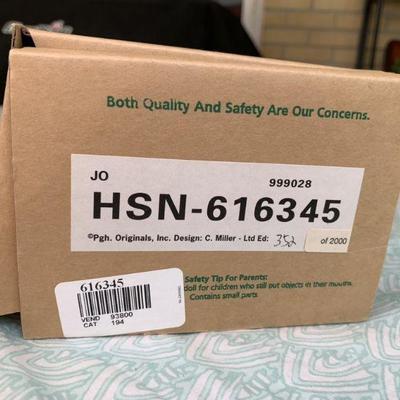 Both Quality And Safety Are Our Concerns.
JO
999028
HSN-616345
©Pgh. Originals, Inc. Design: C. Miller - Ltd Ed: 352 of 2000
Safety Tip For Parents:
doll for children who still put objects in their mouths.
Contains small parts
616345
VEND 93800
CAT 194